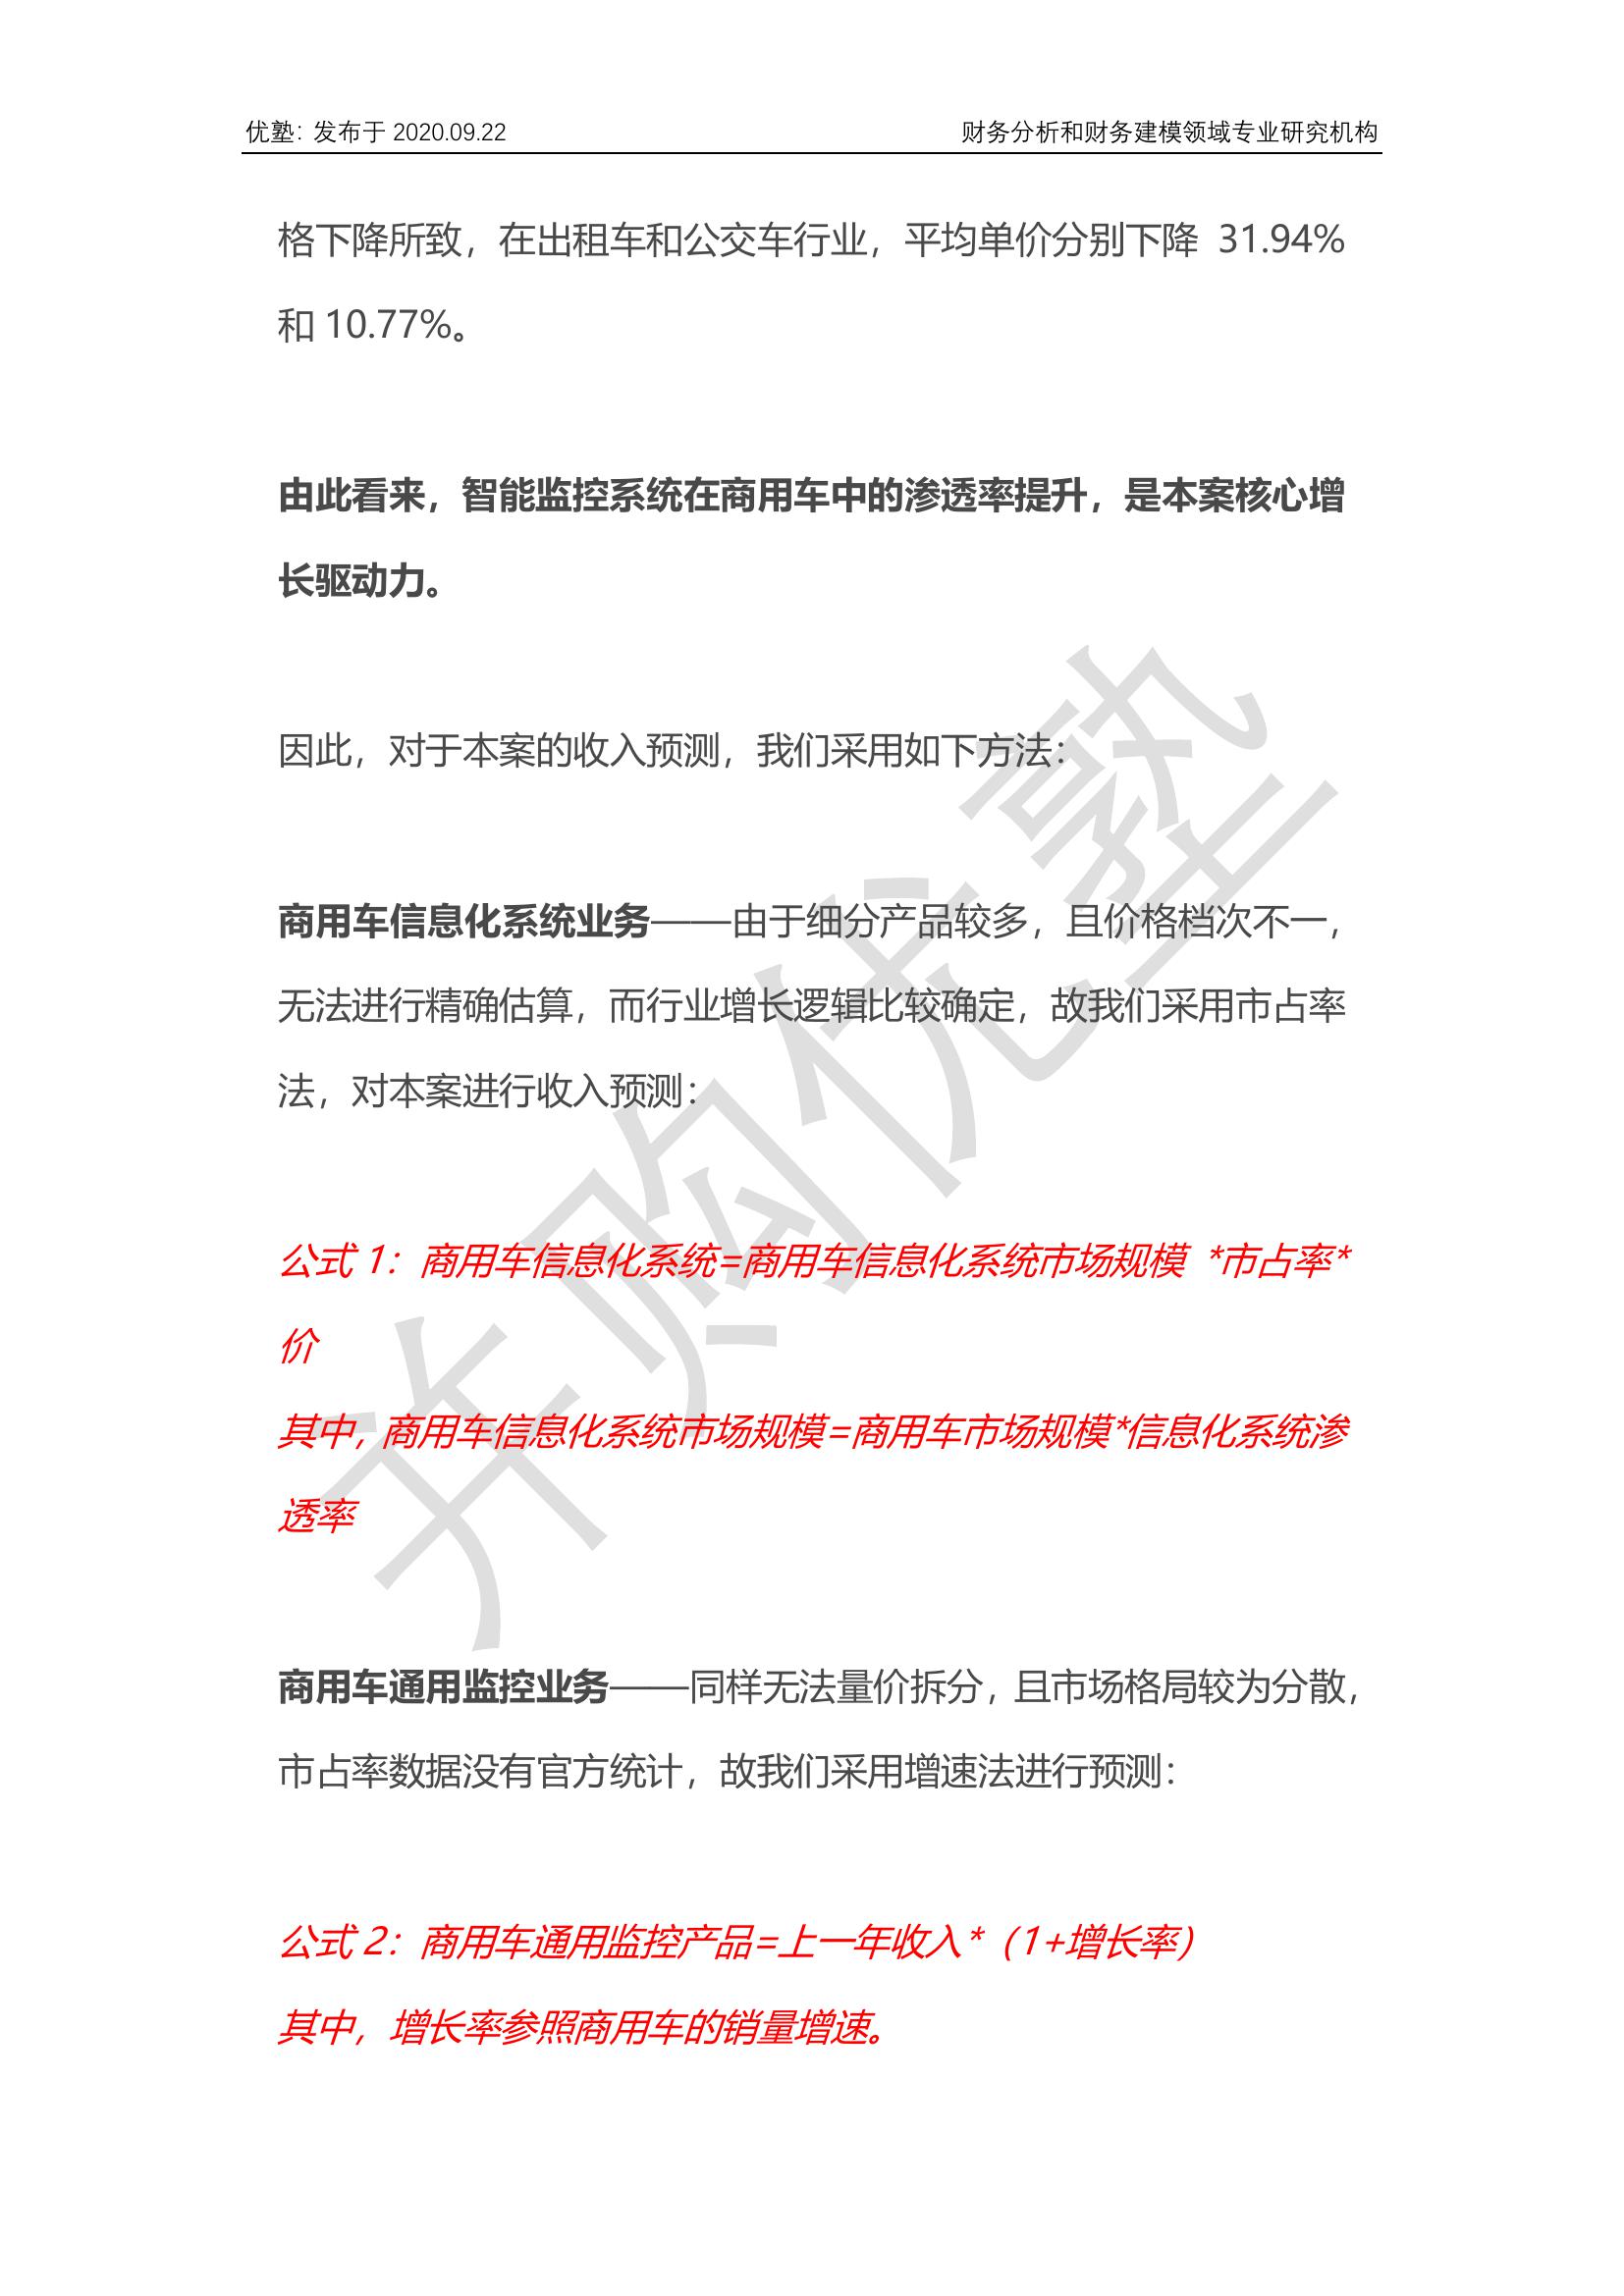 优塾：发布于 2020.09.22 财务分析和财务建模领域专业研究机构
格下降所致，在出租车和公交车行业，平均单价分别下降 31.94%
和 10.77%。
由此看来，智能监控系统在商用车中的渗透率提升，是本案核心增
长驱动力。
因此，对于本案的收入预测，我们采用如下方法：
商用车信息化系统业务——由于细分产品较多，且价格档次不一，
无法进行精确估算，而行业增长逻辑比较确定，故我们采用市占率
法，对本案进行收入预测：
公式 1：商用车信息化系统=商用车信息化系统市场规模 *市占率*
价
其中，商用车信息化系统市场规模=商用车市场规模*信息化系统渗
透率
商用车通用监控业务——同样无法量价拆分，且市场格局较为分散，
市占率数据没有官方统计，故我们采用增速法进行预测：
公式 2：商用车通用监控产品=上一年收入*（1+增长率）
其中，增长率参照商用车的销量增速。
并购优塾